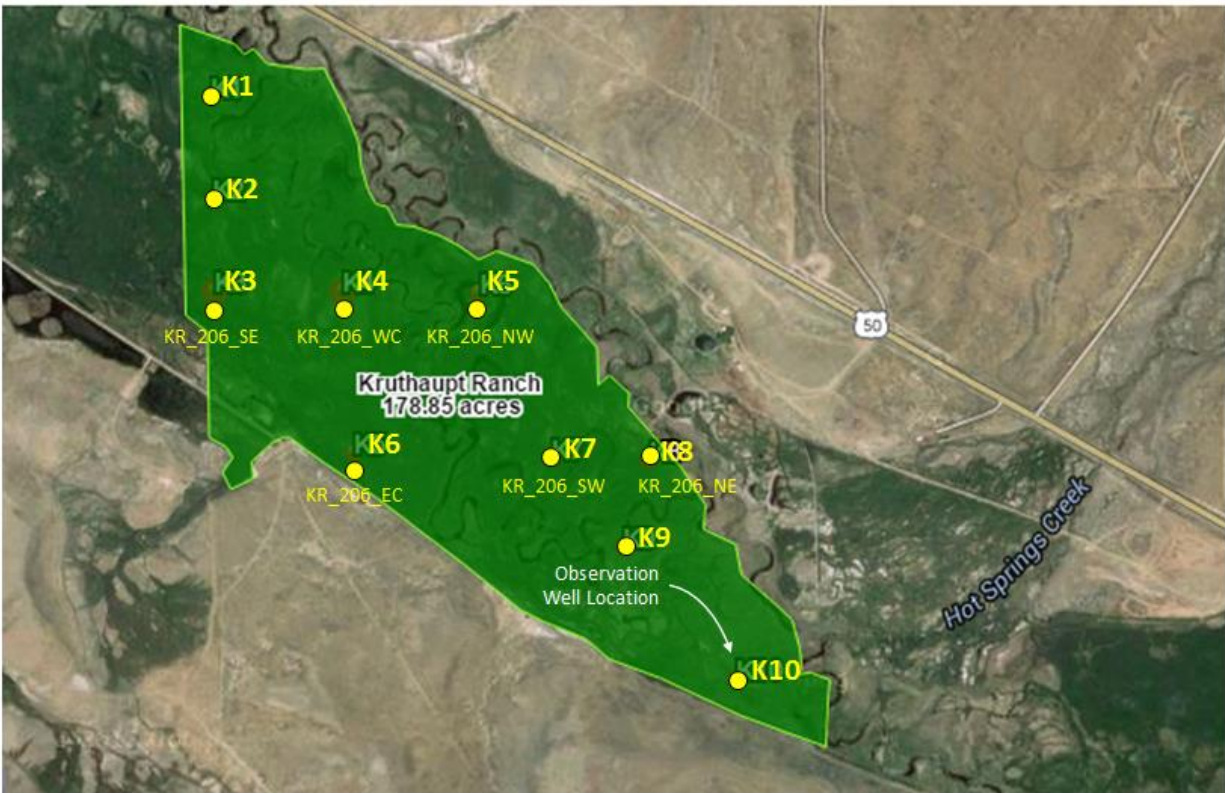 K1
K2
K3
K4
K5
KR_206_SE
KR_206_WC
KR_206_NW
50
Kruthaupt Ranch
178.85 acres
K6
K7
K8
KR_206_EC
KR_206_SW
KR_206_NE
K9
Observation
Well Location
Hot Springs Creek
K10